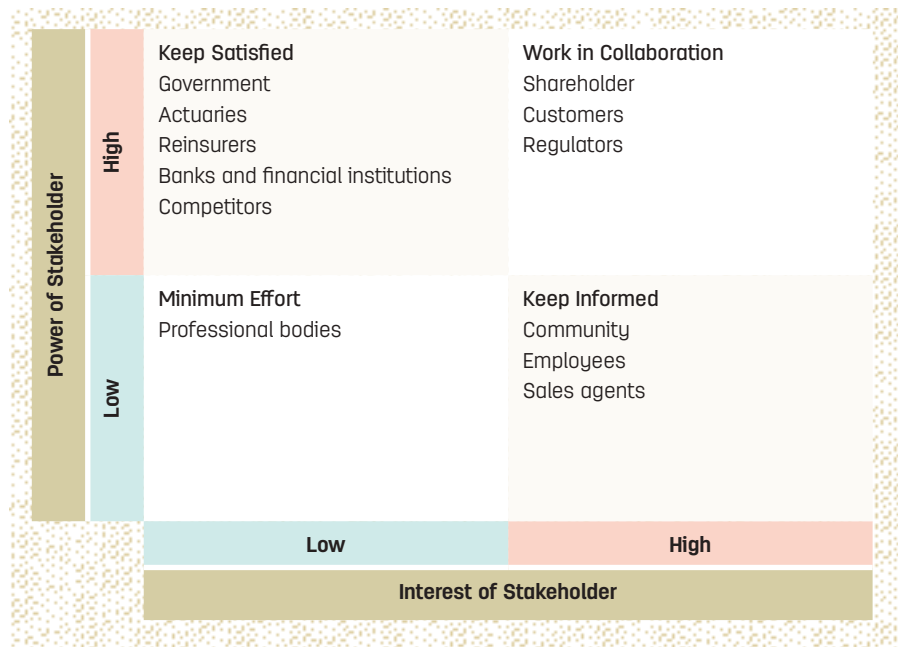 Power of Stakeholder
High
Keep Satisfied
Government
Actuaries
Reinsurers
Banks and financial institutions
Competitors
Work in Collaboration
Shareholder
Customers
Regulators
Low
Minimum Effort
Professional bodies
Keep Informed
Community
Employees
Sales agents
Low
High
Interest of Stakeholder